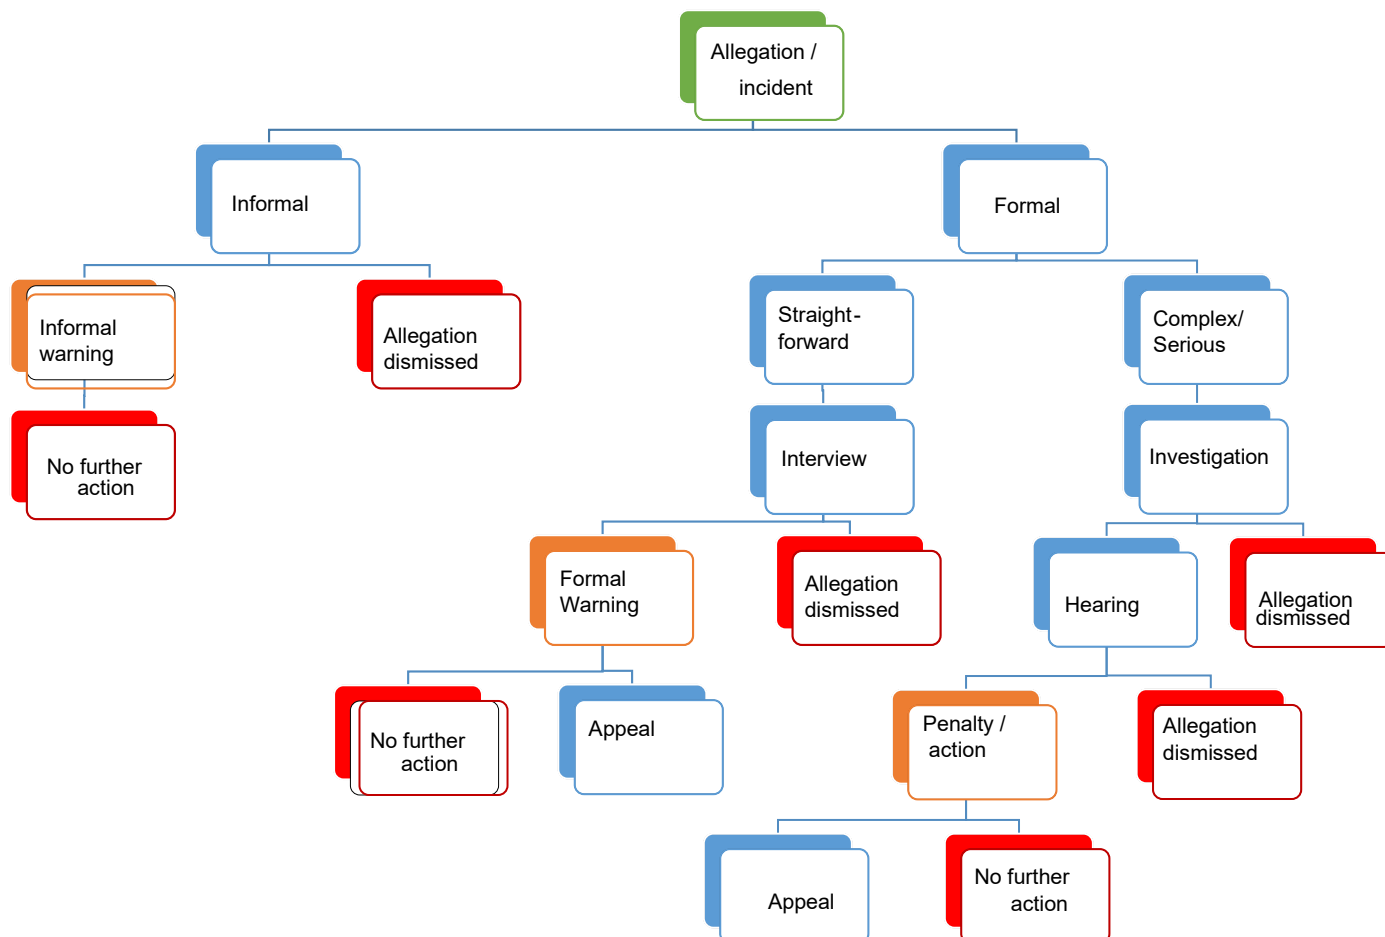 Allegation /
incident
Informal
Formal
Informal
warning
Allegation
dismissed
Straight-
forward
Complex/
Serious
No further
action
Interview
Investigation
Formal
Warning
Allegation
dismissed
Hearing
Allegation
dismissed
No further
action
Appeal
Penalty /
action
Allegation
dismissed
Appeal
No further
action